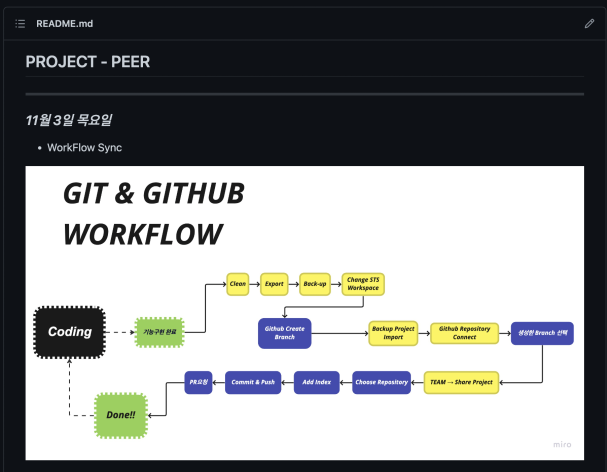 README.md
PROJECT - PEER
11월 3일 목요일
• WorkFlow Sync
GIT & GITHUB
WORKFLOW
Coding
기능구현 완료
Clean
Export
Back-up
Change STS
Workspace
Github Create
Branch
Backup Project
Import
Github Repository
Connect
생성한 Branch 선택
TEAM → Share Project
Choose Repository
Add Index
Commit & Push
PR요청
Done!!
miro